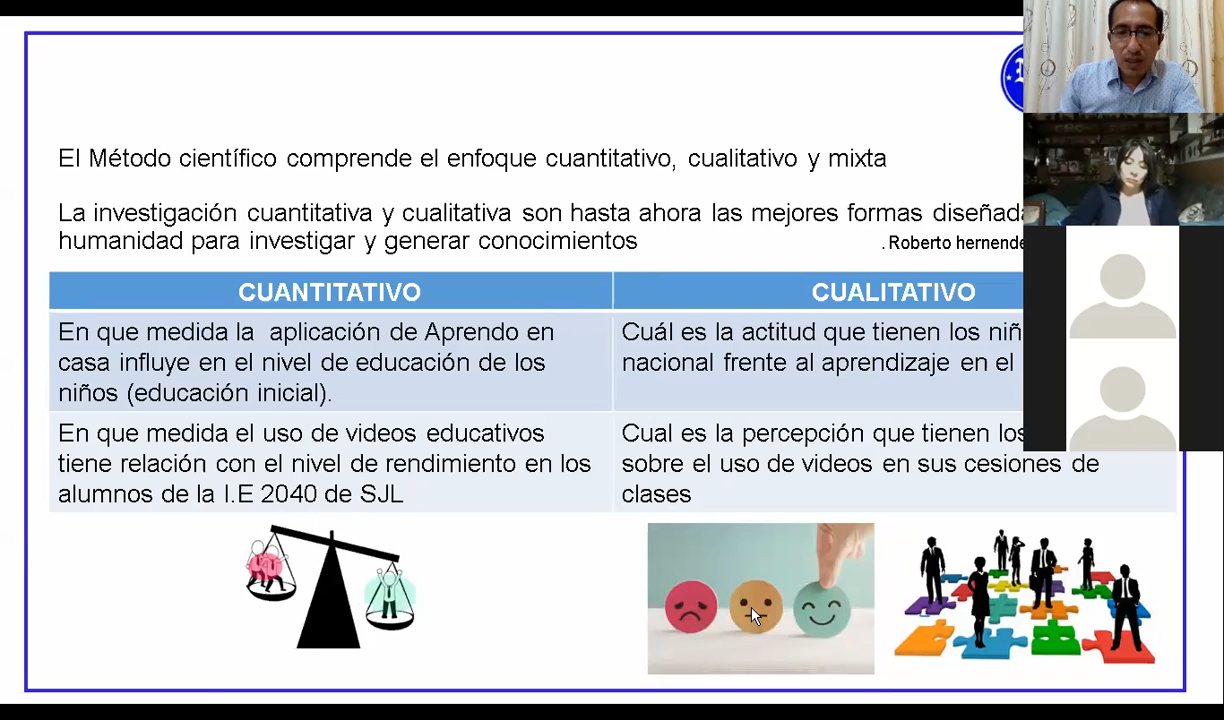 El Método científico comprende el enfoque cuantitativo, cualitativo y mixta
La investigación cuantitativa y cualitativa son hasta ahora las mejores formas
humanidad para investigar y generar conocimientos
. Roberto
CUANTITATIVO
CUALITATIVO
En que medida la aplicación de Aprendo en
casa influye en el nivel de educación de los
niños (educación inicial).
Cuál es la actitud que tienen los
nacional frente al aprendizaje en el
En que medida el uso de videos educativos
tiene relación con el nivel de rendimiento en los
alumnos de la I.E 2040 de SJL
Cual es la percepción que tienen los
sobre el uso de videos en sus cesiones de
clases